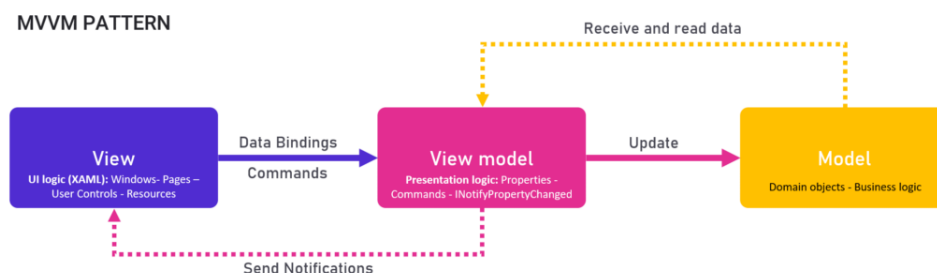 MVVM PATTERN
Receive and read data
View
UI logic (XAML): Windows- Pages –
User Controls - Resources
Data Bindings
Commands
View model
Presentation logic: Properties -
Commands - INotifyPropertyChanged
Update
Model
Domain objects - Business logic
Send Notifications